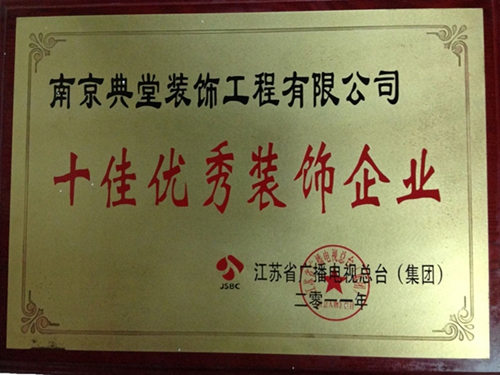 南京典堂装饰工程有限公司
十佳优秀装饰企业
JSBC
江苏省广播电视总台（集团）
二零一一年